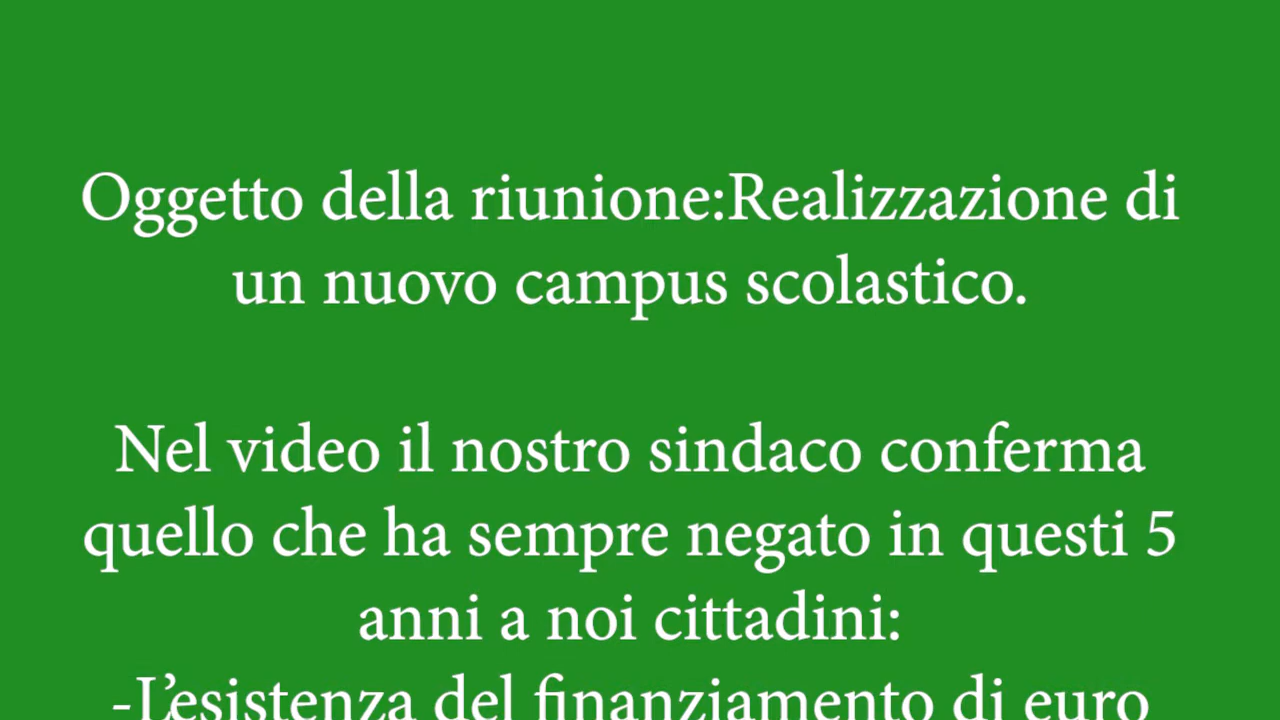 Oggetto della riunione:Realizzazione di
un nuovo campus scolastico.
Nel video il nostro sindaco conferma
quello che ha sempre negato in questi 5
anni a noi cittadini:
-L’esistenza del finanziamento di euro